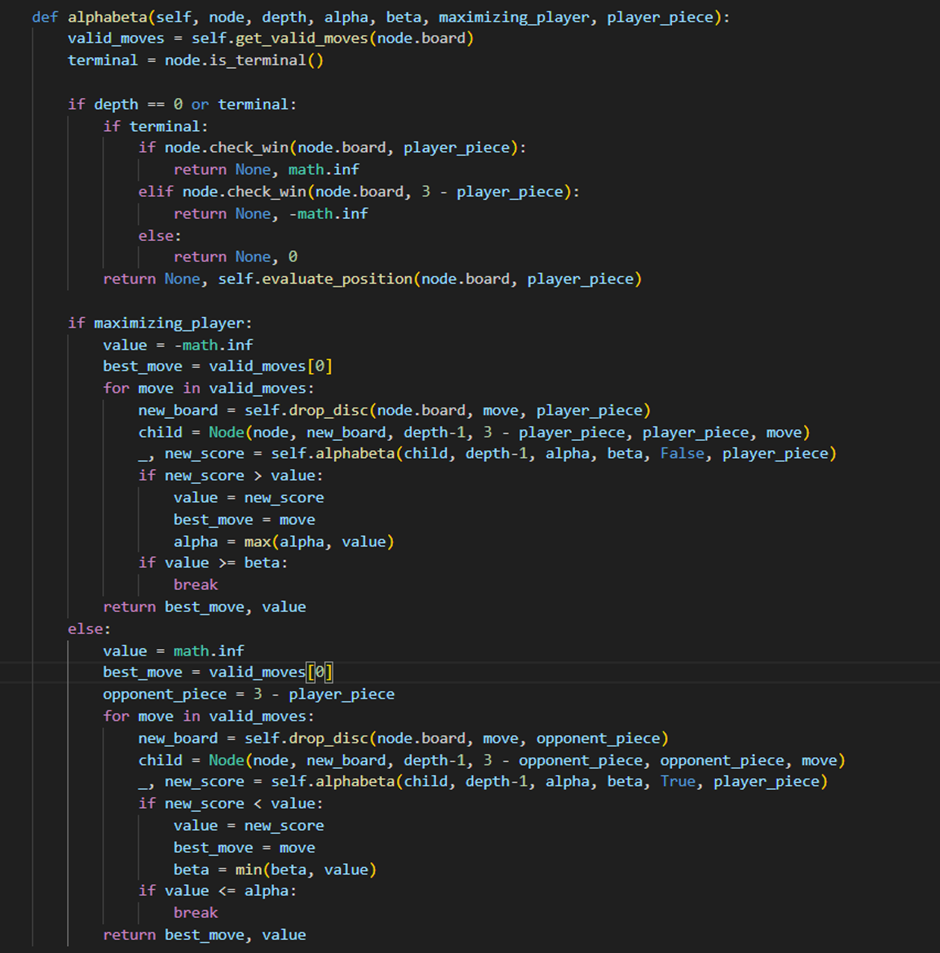 def alphabeta(self, node, depth, alpha, beta, maximizing_player, player_piece):
    valid_moves = self.get_valid_moves(node.board)
    terminal = node.is_terminal()

    if depth == 0 or terminal:
        if terminal:
            if node.check_win(node.board, player_piece):
                return None, math.inf
            elif node.check_win(node.board, 3 - player_piece):
                return None, -math.inf
            else:
                return None, 0
        return None, self.evaluate_position(node.board, player_piece)

    if maximizing_player:
        value = -math.inf
        best_move = valid_moves[0]
        for move in valid_moves:
            new_board = self.drop_disc(node.board, move, player_piece)
            child = Node(node, new_board, depth-1, 3 - player_piece, player_piece, move)
            _, new_score = self.alphabeta(child, depth-1, alpha, beta, False, player_piece)
            if new_score > value:
                value = new_score
                best_move = move
                alpha = max(alpha, value)
            if value >= beta:
                break
        return best_move, value
    else:
        value = math.inf
        best_move = valid_moves[0]
        opponent_piece = 3 - player_piece
        for move in valid_moves:
            new_board = self.drop_disc(node.board, move, opponent_piece)
            child = Node(node, new_board, depth-1, 3 - opponent_piece, opponent_piece, move)
            _, new_score = self.alphabeta(child, depth-1, alpha, beta, True, player_piece)
            if new_score < value:
                value = new_score
                best_move = move
                beta = min(beta, value)
            if value <= alpha:
                break
        return best_move, value